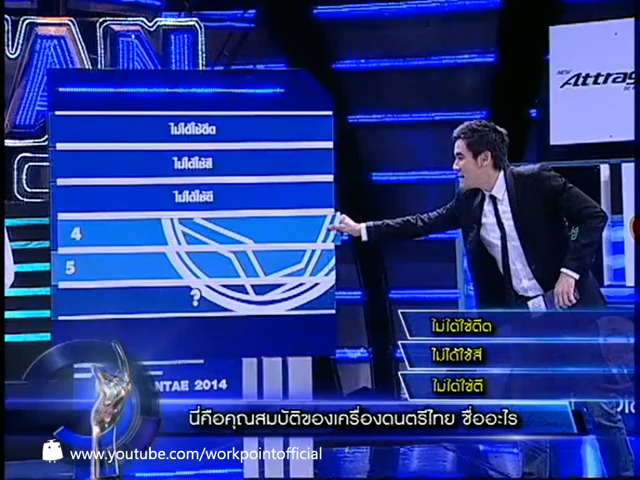 AN
NEW
Attra
ไม่ได้ใช้ดีด
ไม่ได้ใช้สี
ไม่ได้ใช้ตี
4
5
?
ไม่ได้ใช้ดีด
ไม่ได้ใช้สี
ไม่ได้ใช้ตี
NTAE 2014
นี่คือคุณสมบัติของเครื่องดนตรีไทย ชื่ออะไร
www.youtube.com/workpointofficial